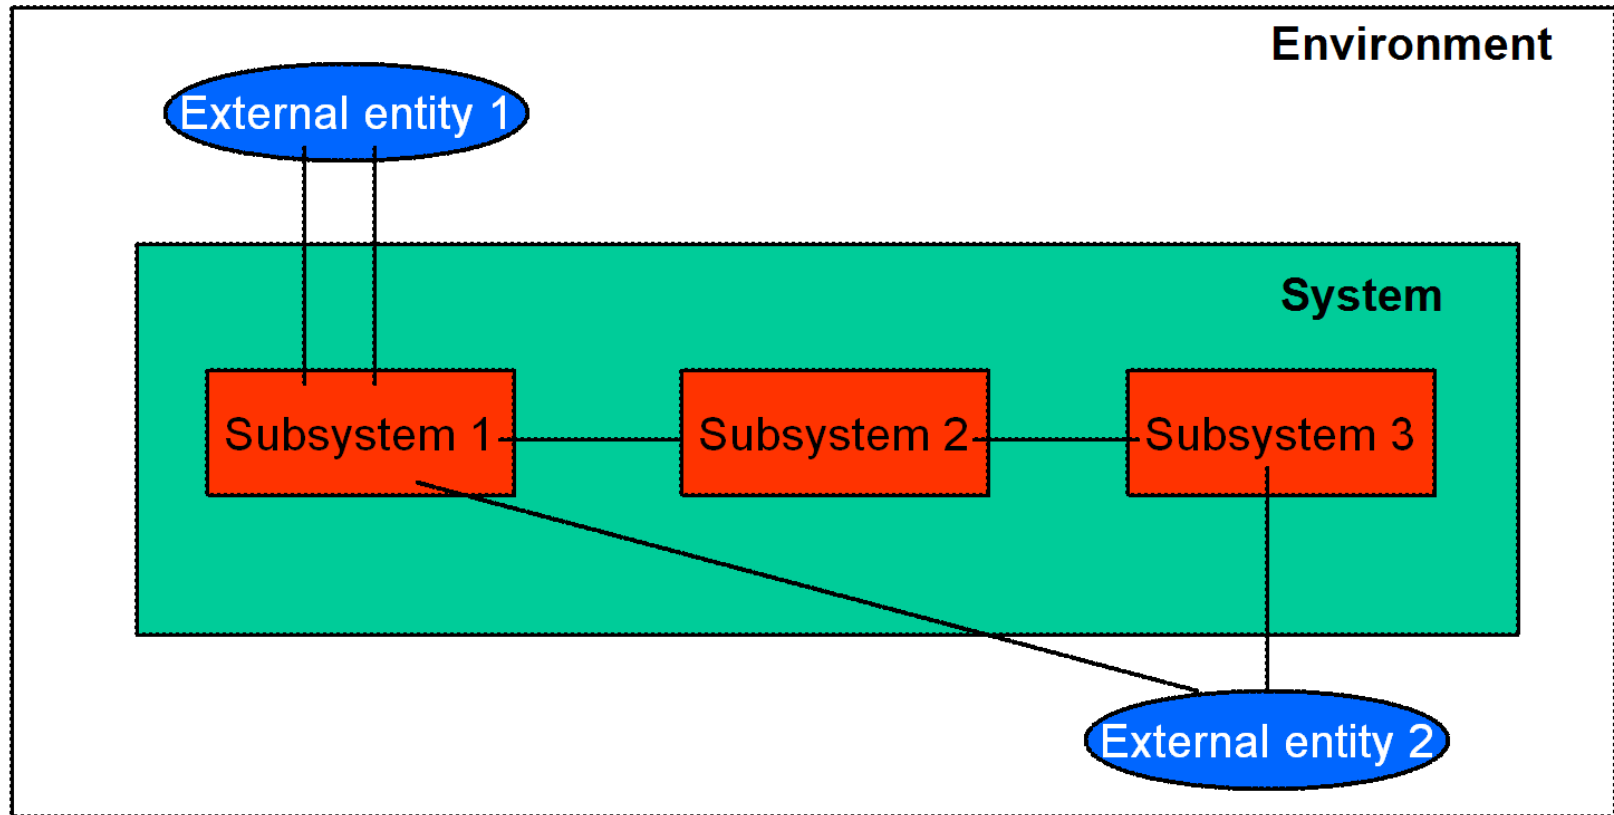 Environment
External entity 1
System
Subsystem 1
Subsystem 2
Subsystem 3
External entity 2